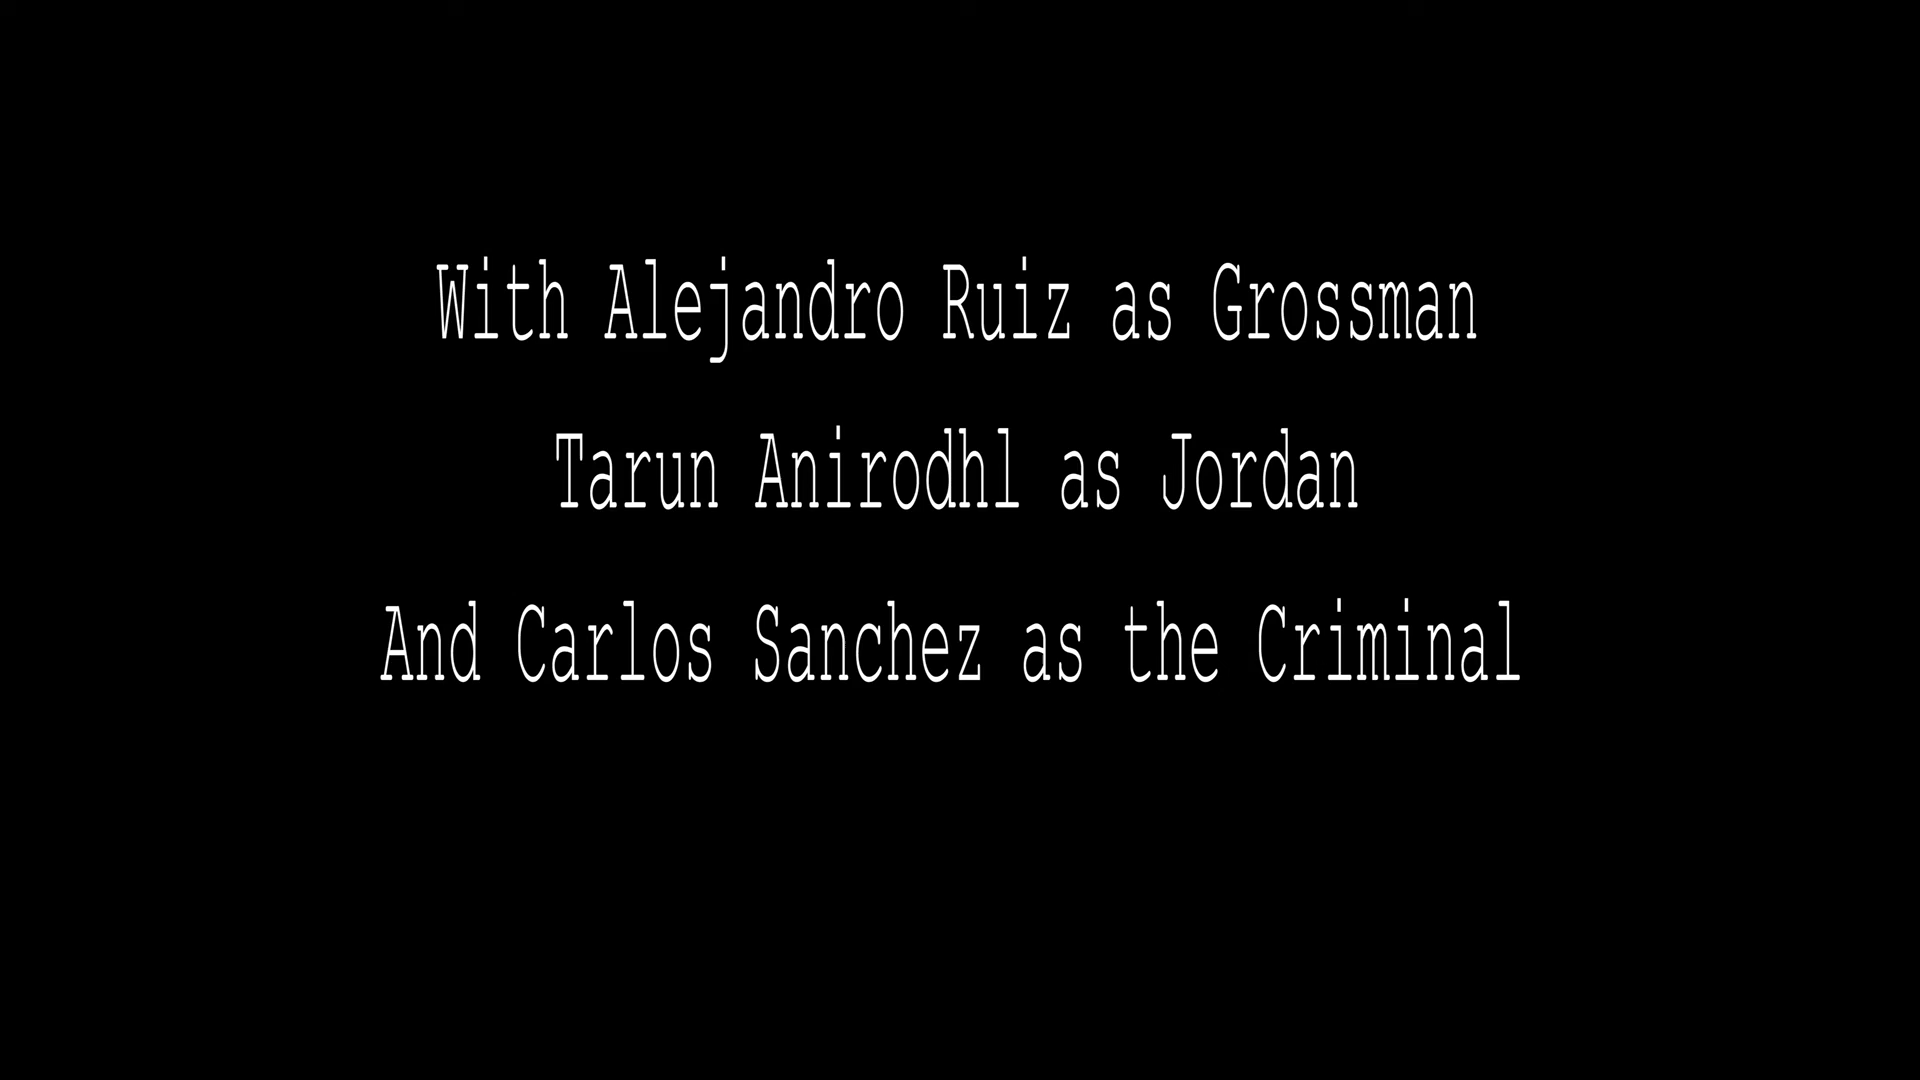 With Alejandro Ruiz as Grossman
Tarun Anirodhl as Jordan
And Carlos Sanchez as the Criminal